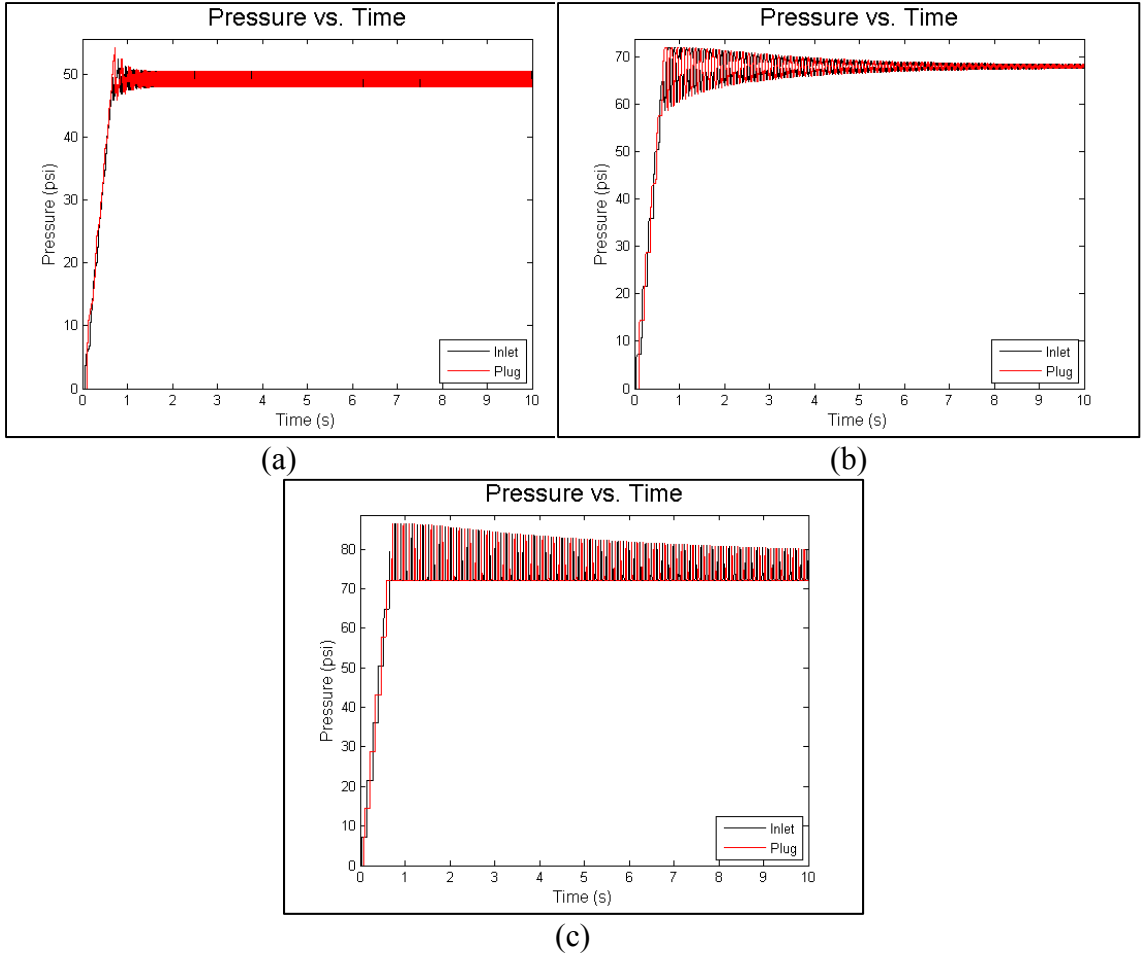 Pressure vs. Time
Pressure (psi)
50
40
30
20
10
0
0 1 2 3 4 5 6 7 8 9 10
Time (s)
Inlet
Plug
(a)
Pressure vs. Time
Pressure (psi)
70
60
50
40
30
20
10
0
0 1 2 3 4 5 6 7 8 9 10
Time (s)
Inlet
Plug
(b)
Pressure vs. Time
Pressure (psi)
80
70
60
50
40
30
20
10
0
0 1 2 3 4 5 6 7 8 9 10
Time (s)
Inlet
Plug
(c)